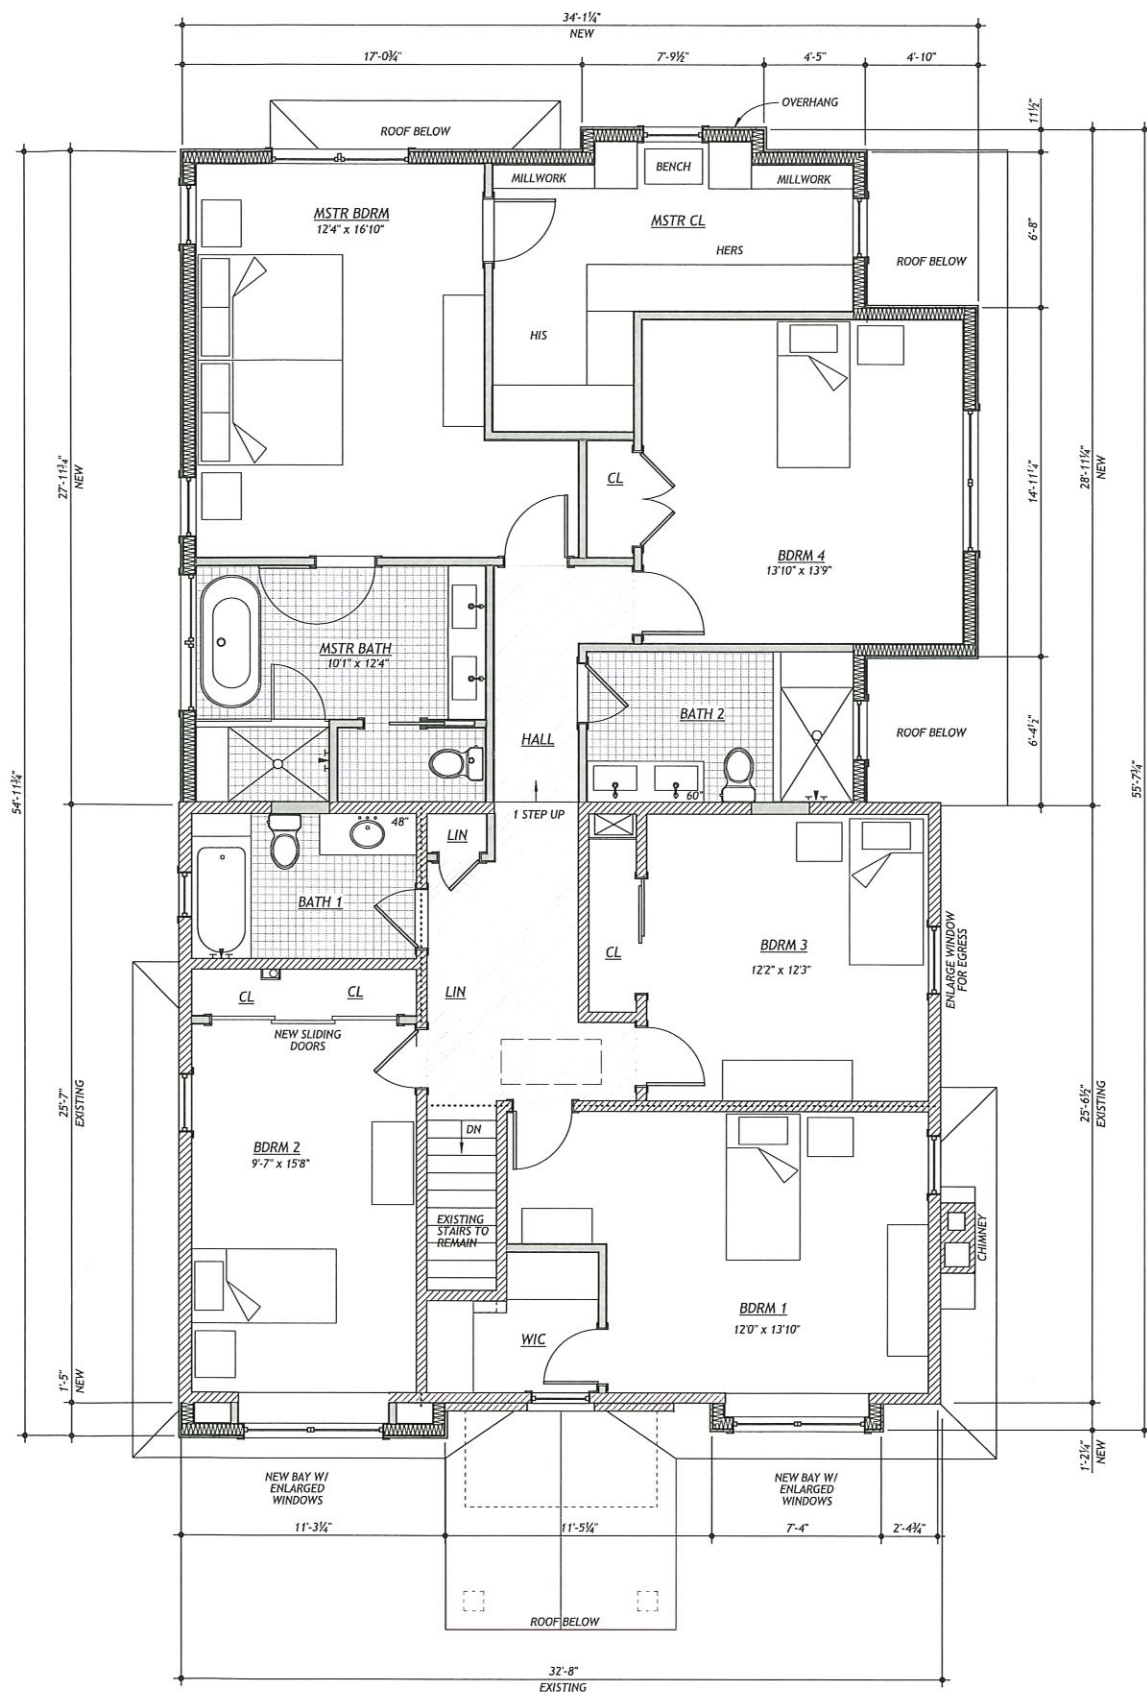 34'-1¼"
NEW
17'-0¾"
7'-9½"
4'-5"
4'-10"
OVERHANG
11½"
ROOF BELOW
BENCH
MILLWORK
MILLWORK
MSTR BDRM
12'4" x 16'10"
MSTR CL
HERS
6'-8"
ROOF BELOW
HIS
27'-11¾"
NEW
CL
28'-11¼"
NEW
14'-11¼"
BDRM 4
13'10" x 13'9"
MSTR BATH
10'1" x 12'4"
BATH 2
HALL
ROOF BELOW
6'-4½"
54'-11¾"
55'-7¾"
60"
1 STEP UP
48"
LIN
BATH 1
BDRM 3
12'2" x 12'3"
CL
ENLARGE WINDOW
FOR EGRESS
LIN
CL
CL
NEW SLIDING
DOORS
25'-7"
EXISTING
25'-6½"
EXISTING
DN
BDRM 2
9'-7" x 15'8"
EXISTING
STAIRS TO
REMAIN
CHIMNEY
BDRM 1
12'0" x 13'10"
WIC
1'-5"
NEW
1'-2¼"
NEW
NEW BAY W/
ENLARGED
WINDOWS
NEW BAY W/
ENLARGED
WINDOWS
11'-3¼"
11'-5¼"
7'-4"
2'-4¾"
ROOF BELOW
32'-8"
EXISTING